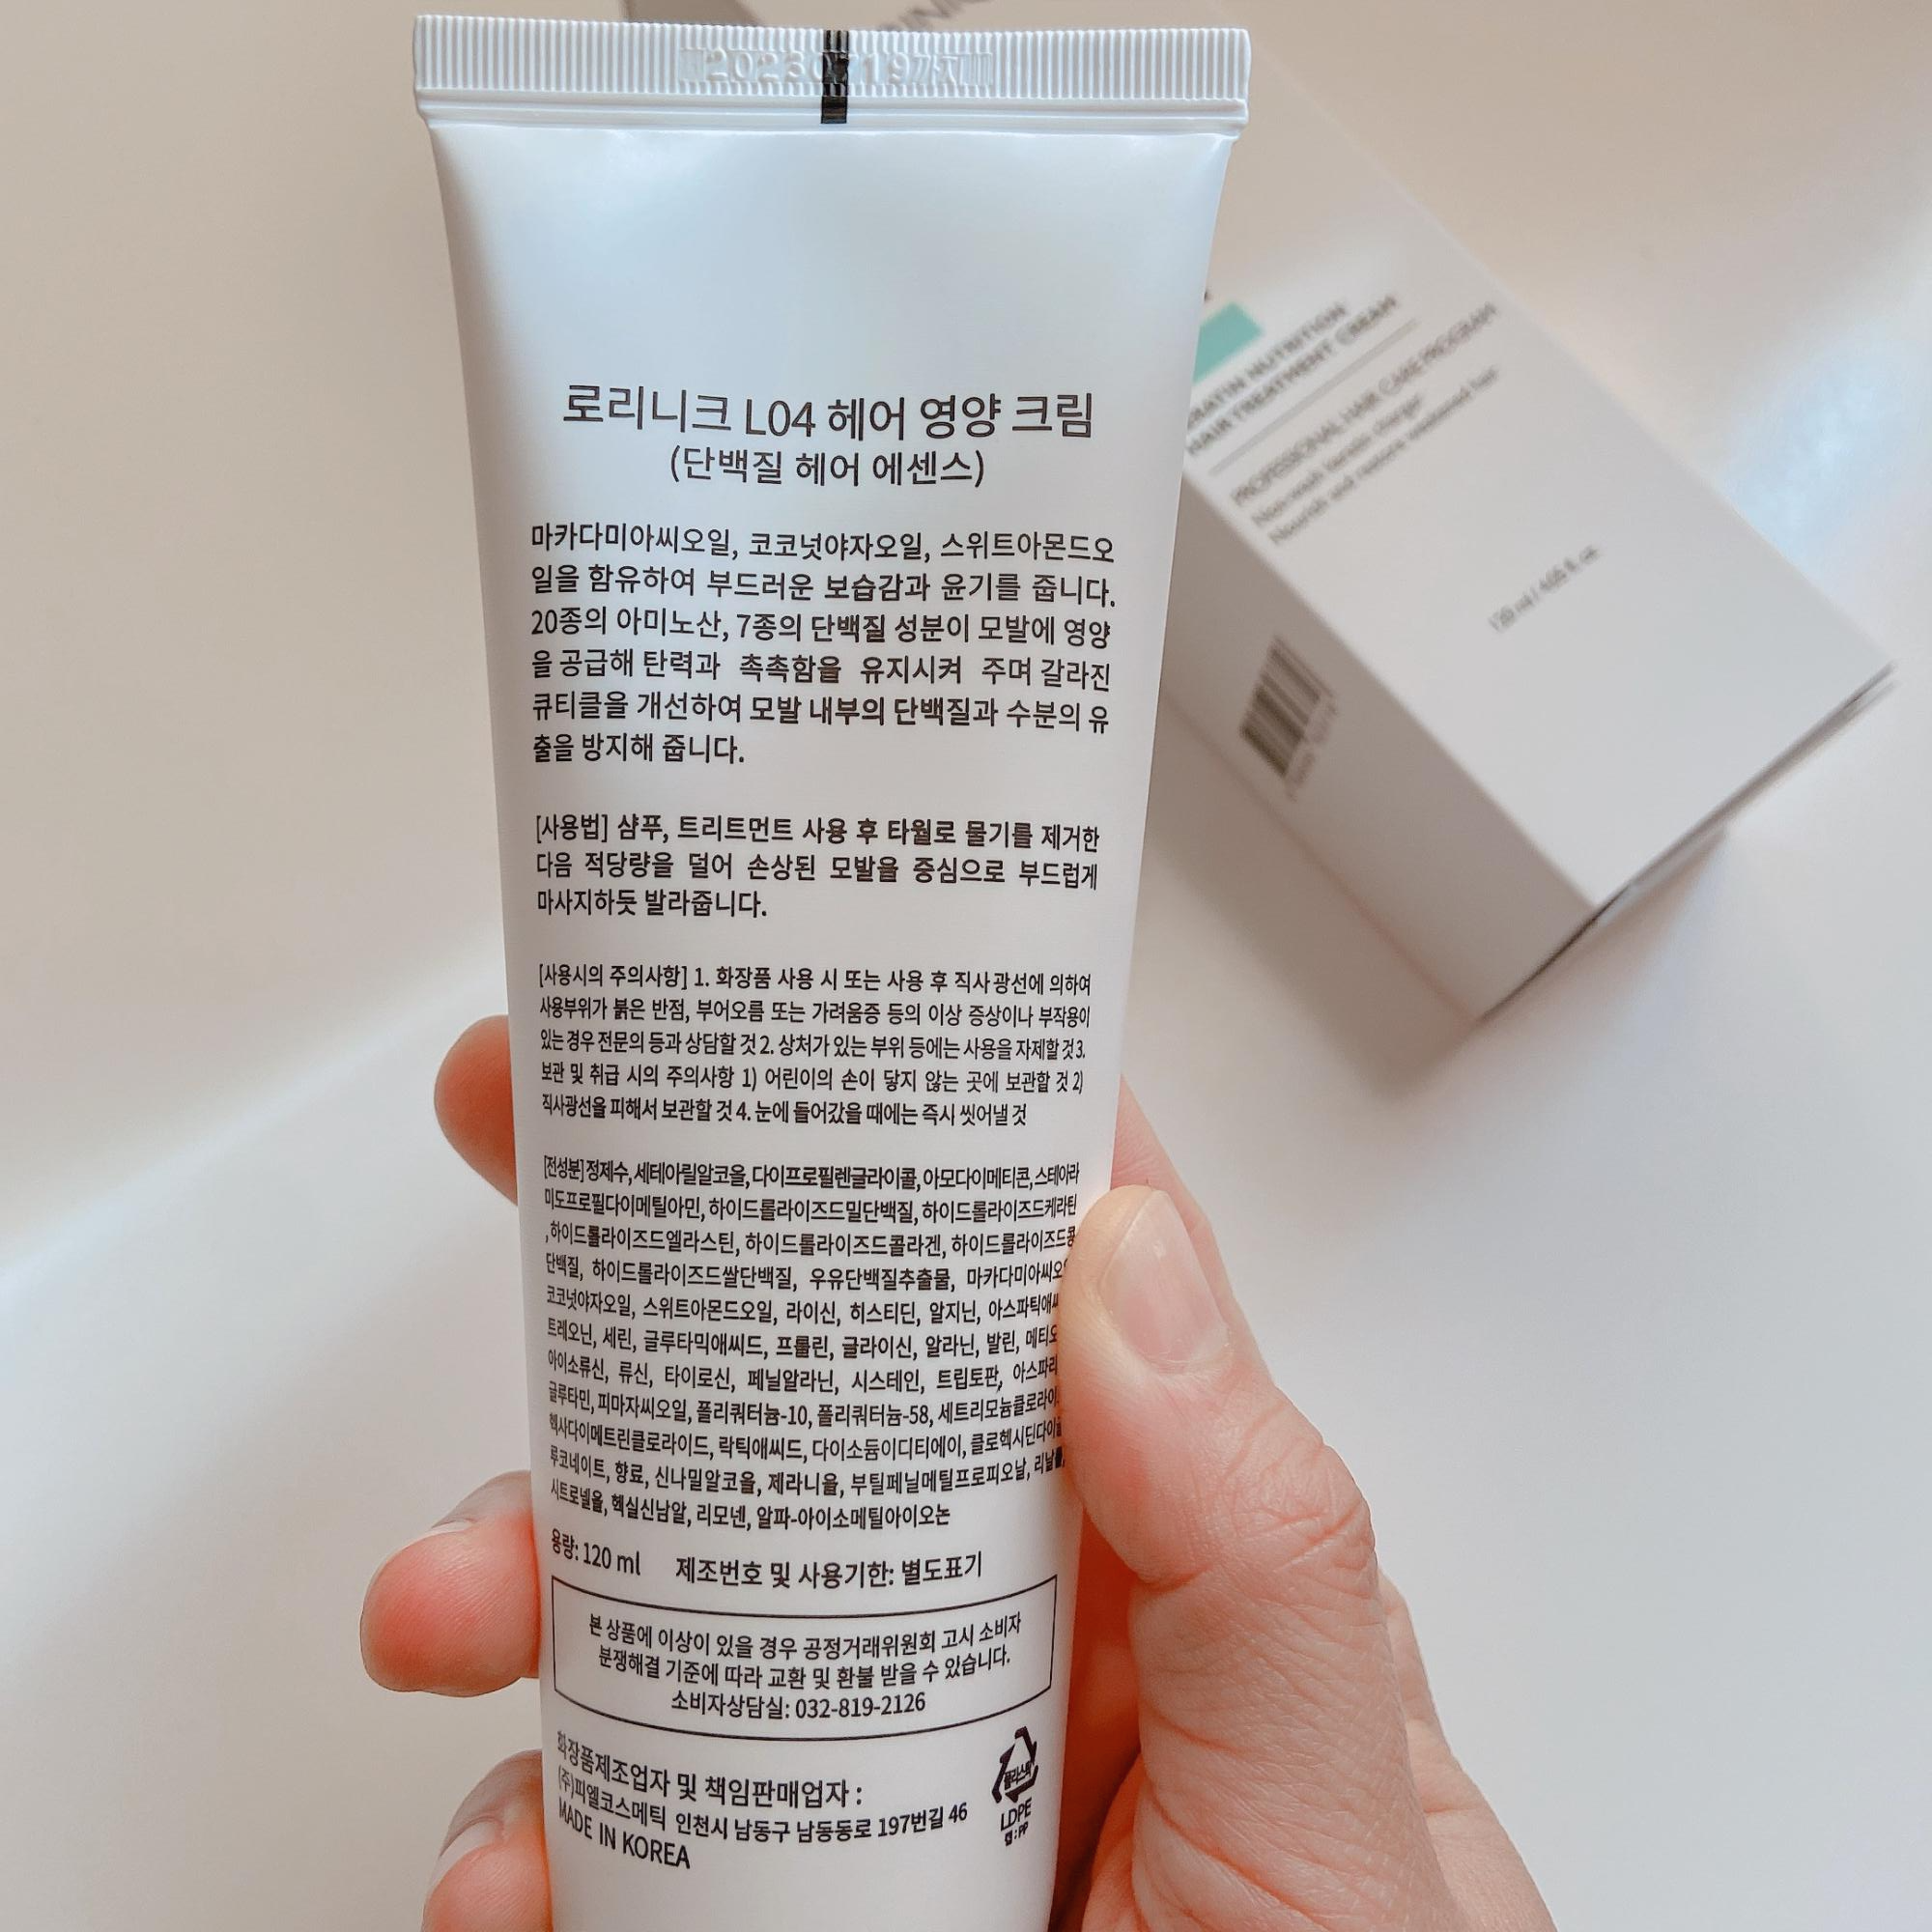 로리니크 L04 헤어 영양 크림
(단백질 헤어 에센스)
마카다미아씨오일, 코코넛야자오일, 스위트아몬드오
일을 함유하여 부드러운 보습감과 윤기를 줍니다.
20종의 아미노산, 7종의 단백질 성분이 모발에 영양
을 공급해 탄력과 촉촉함을 유지시켜 주며 갈라진
큐티클을 개선하여 모발 내부의 단백질과 수분의 유
출을 방지해 줍니다.
[사용법] 샴푸, 트리트먼트 사용 후 타월로 물기를 제거한
다음 적당량을 덜어 손상된 모발을 중심으로 부드럽게
마사지하듯 발라줍니다.
[사용시의 주의사항] 1. 화장품 사용 시 또는 사용 후 직사광선에 의하여
사용부위가 붉은 반점, 부어오름 또는 가려움증 등의 이상 증상이나 부작용이
있는 경우 전문의 등과 상담할 것 2. 상처가 있는 부위 등에는 사용을 자제할 것 3.
보관 및 취급 시의 주의사항 1) 어린이의 손이 닿지 않는 곳에 보관할 것 2)
직사광선을 피해서 보관할 것 4. 눈에 들어갔을 때에는 즉시 씻어낼 것
[전성분] 정제수, 세테아릴알코올, 다이프로필렌글라이콜, 아모다이메티콘, 스테아라
미도프로필다이메틸아민, 하이드롤라이즈드밀단백질, 하이드롤라이즈드케라틴
, 하이드롤라이즈드엘라스틴, 하이드롤라이즈드콜라겐, 하이드롤라이즈드콩
단백질, 하이드롤라이즈드쌀단백질, 우유단백질추출물, 마카다미아씨오
코코넛야자오일, 스위트아몬드오일, 라이신, 히스티딘, 알지닌, 아스파틱애씨
트레오닌, 세린, 글루타믹애씨드, 프롤린, 글라이신, 알라닌, 발린, 메티오
아이소류신, 류신, 타이로신, 페닐알라닌, 시스테인, 트립토판, 아스파라
글루타민, 피마자씨오일, 폴리쿼터늄-10, 폴리쿼터늄-58, 세트리모늄클로라이
헥사다이메트린클로라이드, 락틱애씨드, 다이소듐이디티에이, 클로헥시딘다이글
루코네이트, 향료, 신나밀알코올, 제라니올, 부틸페닐메틸프로피오날, 리날룰,
시트로넬올, 헥실신남알, 리모넨, 알파-아이소메틸아이오논
용량: 120 ml 제조번호 및 사용기한: 별도표기
본 상품에 이상이 있을 경우 공정거래위원회 고시 소비자
분쟁해결 기준에 따라 교환 및 환불 받을 수 있습니다.
소비자상담실: 032-819-2126
화장품제조업자 및 책임판매업자 :
(주)피엘코스메틱 인천시 남동구 남동동로 197번길 46
MADE IN KOREA
플라스틱
LDPE
캡 : PP
NUTRITION
HAIR TREATMENT CREAM
PROFESSIONAL HAIR CARE PROGRAM